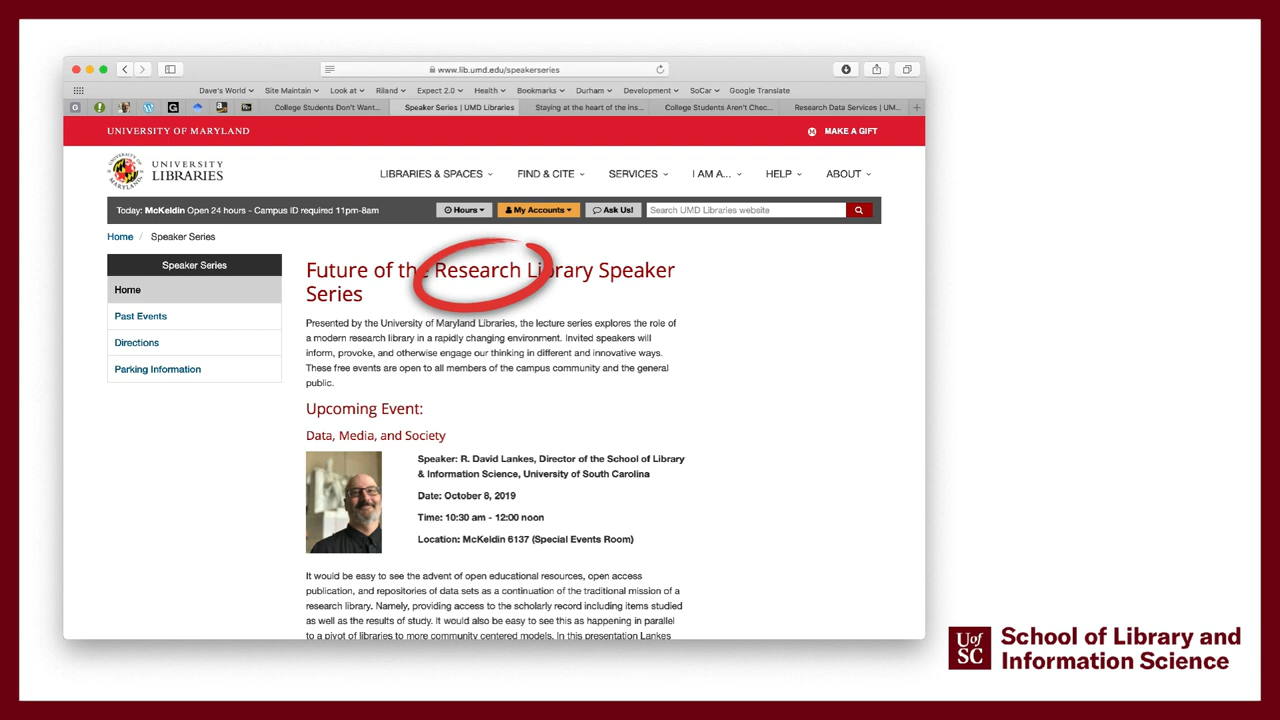 www.lib.umd.edu/speakerseries
Dave's World Site Maintain Look at Riland Expect 2.0 Health Bookmarks Durham Development SoCar Google Translate
College Students Don't Want... Speaker Series | UMD Libraries Staying at the heart of the ins... College Students Aren't Chec... Research Data Services | UM...
UNIVERSITY OF MARYLAND MAKE A GIFT
UNIVERSITY
LIBRARIES
LIBRARIES & SPACES FIND & CITE SERVICES I AM A... HELP ABOUT
Today: McKeldin Open 24 hours - Campus ID required 11pm-8am Hours My Accounts Ask Us! Search UMD Libraries website
Home / Speaker Series
Speaker Series
Home
Past Events
Directions
Parking Information
Future of the Research Library Speaker
Series
Presented by the University of Maryland Libraries, the lecture series explores the role of
a modern research library in a rapidly changing environment. Invited speakers will
inform, provoke, and otherwise engage our thinking in different and innovative ways.
These free events are open to all members of the campus community and the general
public.
Upcoming Event:
Data, Media, and Society
Speaker: R. David Lankes, Director of the School of Library
& Information Science, University of South Carolina
Date: October 8, 2019
Time: 10:30 am - 12:00 noon
Location: McKeldin 6137 (Special Events Room)
It would be easy to see the advent of open educational resources, open access
publication, and repositories of data sets as a continuation of the traditional mission of a
research library. Namely, providing access to the scholarly record including items studied
as well as the results of study. It would also be easy to see this as happening in parallel
to a pivot of libraries to more community centered models. In this presentation Lankes
UofSC
School of Library and
Information Science